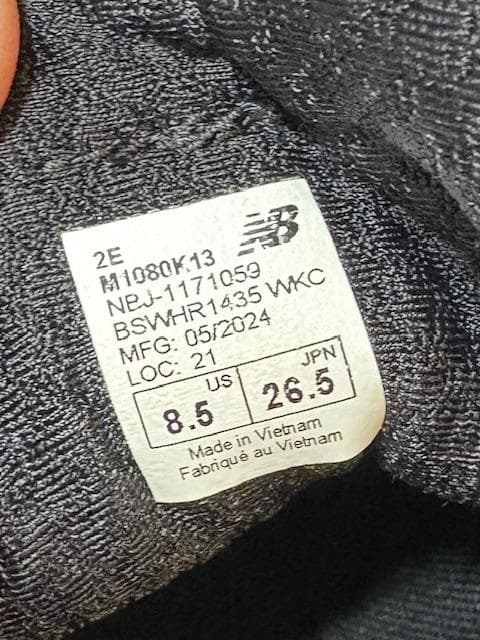 2E
NB
M1080K13
NBJ-1171059
BSWHR1435 WKC
MFG: 05/2024
LOC: 21
US JPN
8.5 26.5
Made in Vietnam
Fabriqué au Vietnam